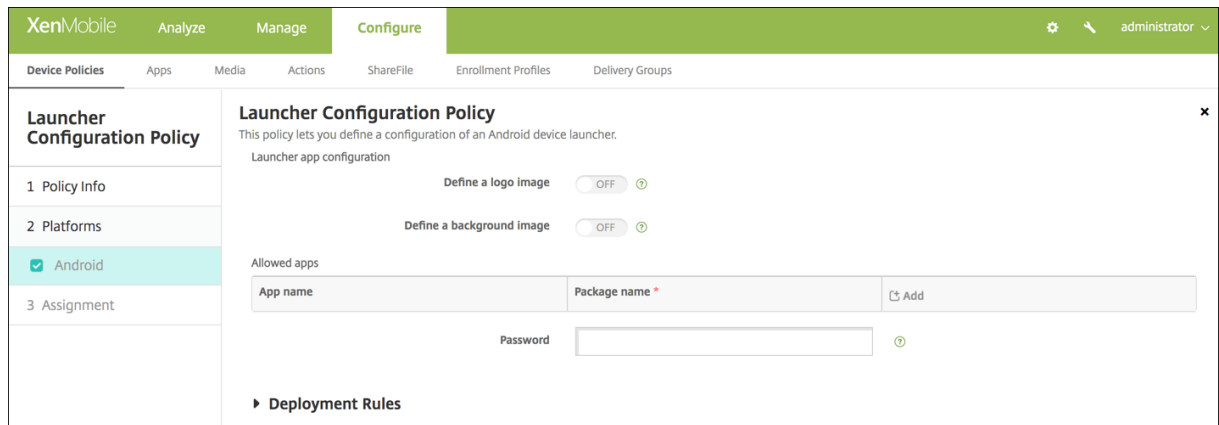 XenMobile Analyze Manage Configure administrator
Device Policies Apps Media Actions ShareFile Enrollment Profiles Delivery Groups
Launcher
Configuration Policy
1 Policy Info
2 Platforms
Android
3 Assignment
Launcher Configuration Policy
This policy lets you define a configuration of an Android device launcher.
Launcher app configuration
Define a logo image OFF ?
Define a background image OFF ?
Allowed apps
App name Package name * Add
Password ?
Deployment Rules